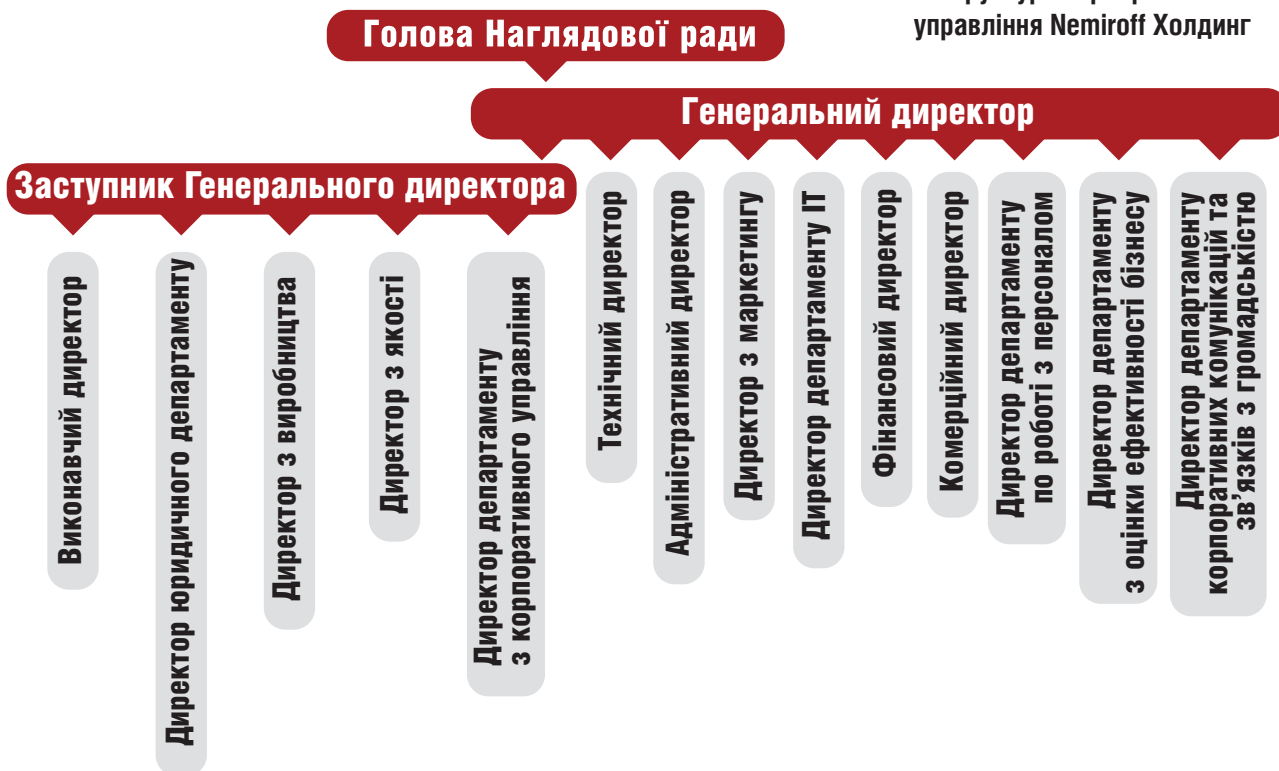 управління Nemiroff Холдинг
Голова Наглядової ради
Генеральний директор
Заступник Генерального директора
Виконавчий директор
Директор юридичного департаменту
Директор з виробництва
Директор з якості
Директор департаменту
з корпоративного управління
Технічний директор
Адміністративний директор
Директор з маркетингу
Директор департаменту ІТ
Фінансовий директор
Комерційний директор
Директор департаменту
по роботі з персоналом
Директор департаменту
з оцінки ефективності бізнесу
Директор департаменту
корпоративних комунікацій та
зв’язків з громадськістю